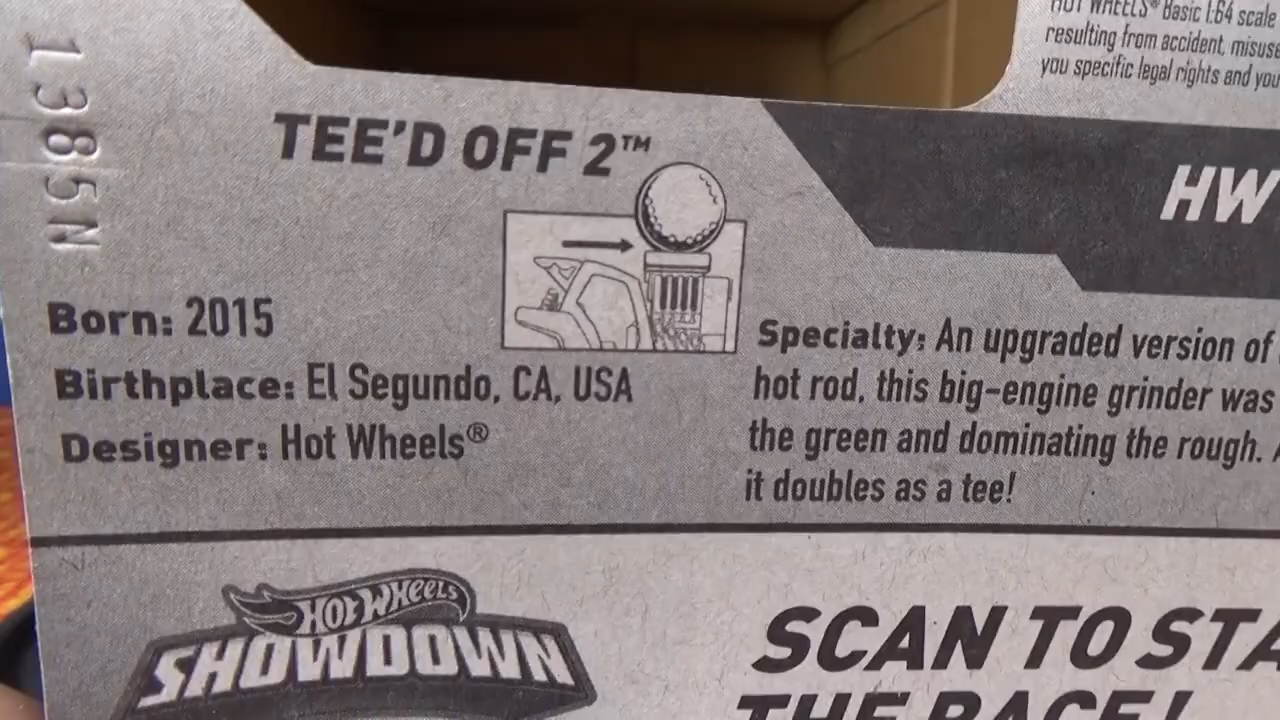 HOT WHEELS® Basic 1:64 scale
resulting from accident, misuse
you specific legal rights and you
1385N
TEE'D OFF 2™
HW
Born: 2015
Birthplace: El Segundo, CA, USA
Designer: Hot Wheels®
Specialty: An upgraded version of
hot rod, this big-engine grinder was
the green and dominating the rough.
it doubles as a tee!
HOT WHEELS
SHOWDOWN
SCAN TO STA
THE RACE!